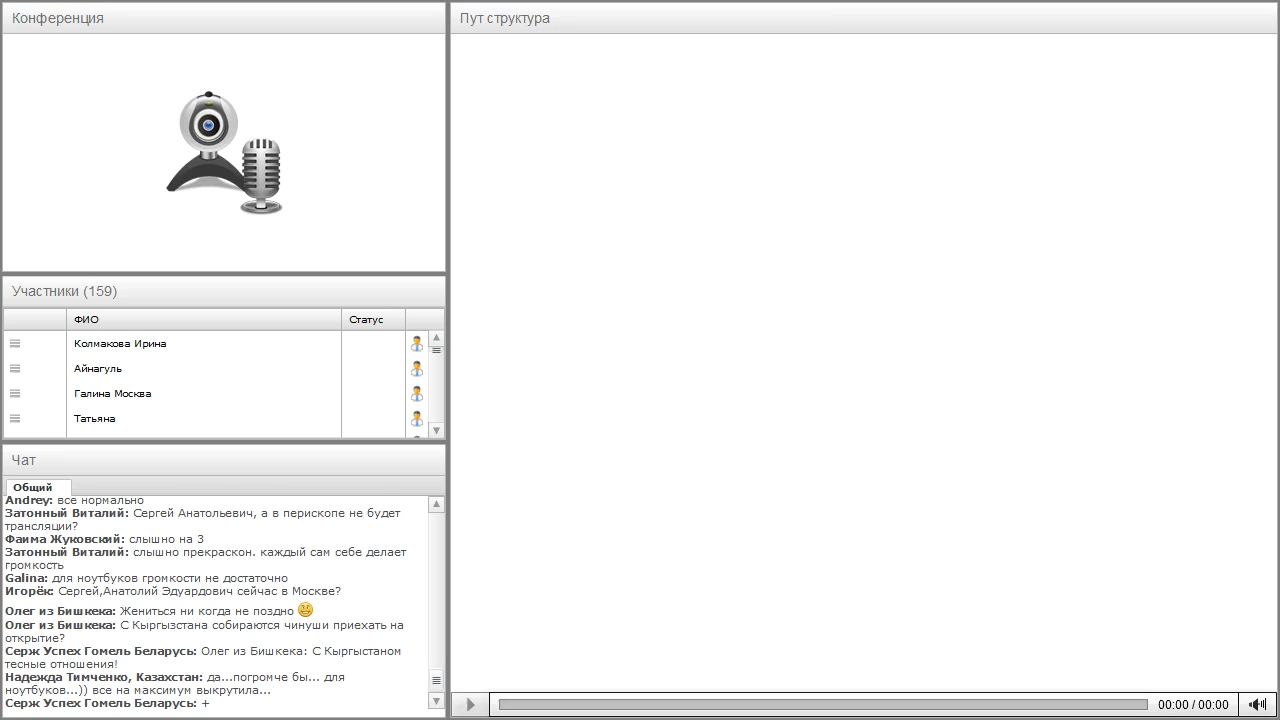 Конференция
Пут структура
Участники (159)
ФИО Статус
Колмакова Ирина
Айнагуль
Галина Москва
Татьяна
Чат
Общий
Andrey: все нормально
Затонный Виталий: Сергей Анатольевич, а в перископе не будет
трансляции?
Фаима Жуковский: слышно на 3
Затонный Виталий: слышно прекраскон. каждый сам себе делает
громкость
Galina: для ноутбуков громкости не достаточно
Игорёк: Сергей,Анатолий Эдуардович сейчас в Москве?
Олег из Бишкека: Жениться ни когда не поздно
Олег из Бишкека: С Кыргызстана собираются чинуши приехать на
открытие?
Серж Успех Гомель Беларусь: Олег из Бишкека: С Кыргыстаном
тесные отношения!
Надежда Тимченко, Казахстан: да...погромче бы... для
ноутбуков...)) все на максимум выкрутила...
Серж Успех Гомель Беларусь: +
00:00 / 00:00